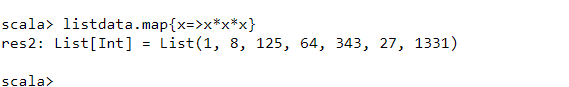 scala> listdata.map{x=>x*x*x}
res2: List[Int] = List(1, 8, 125, 64, 343, 27, 1331)
scala>